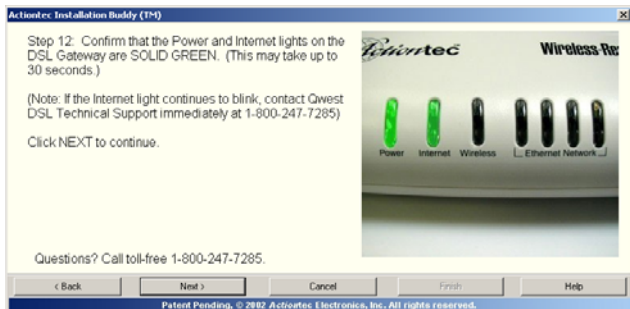 Actiontec Installation Buddy (TM)
Step 12: Confirm that the Power and Internet lights on the
DSL Gateway are SOLID GREEN. (This may take up to
30 seconds.)
(Note: If the Internet light continues to blink, contact Qwest
DSL Technical Support immediately at 1-800-247-7285)
Click NEXT to continue.
Actiontec
Wireless-Re
Power Internet Wireless Ethernet Network
Questions? Call toll-free 1-800-247-7285.
< Back Next > Cancel Finish Help
Patent Pending, © 2002 Actiontec Electronics, Inc. All rights reserved.